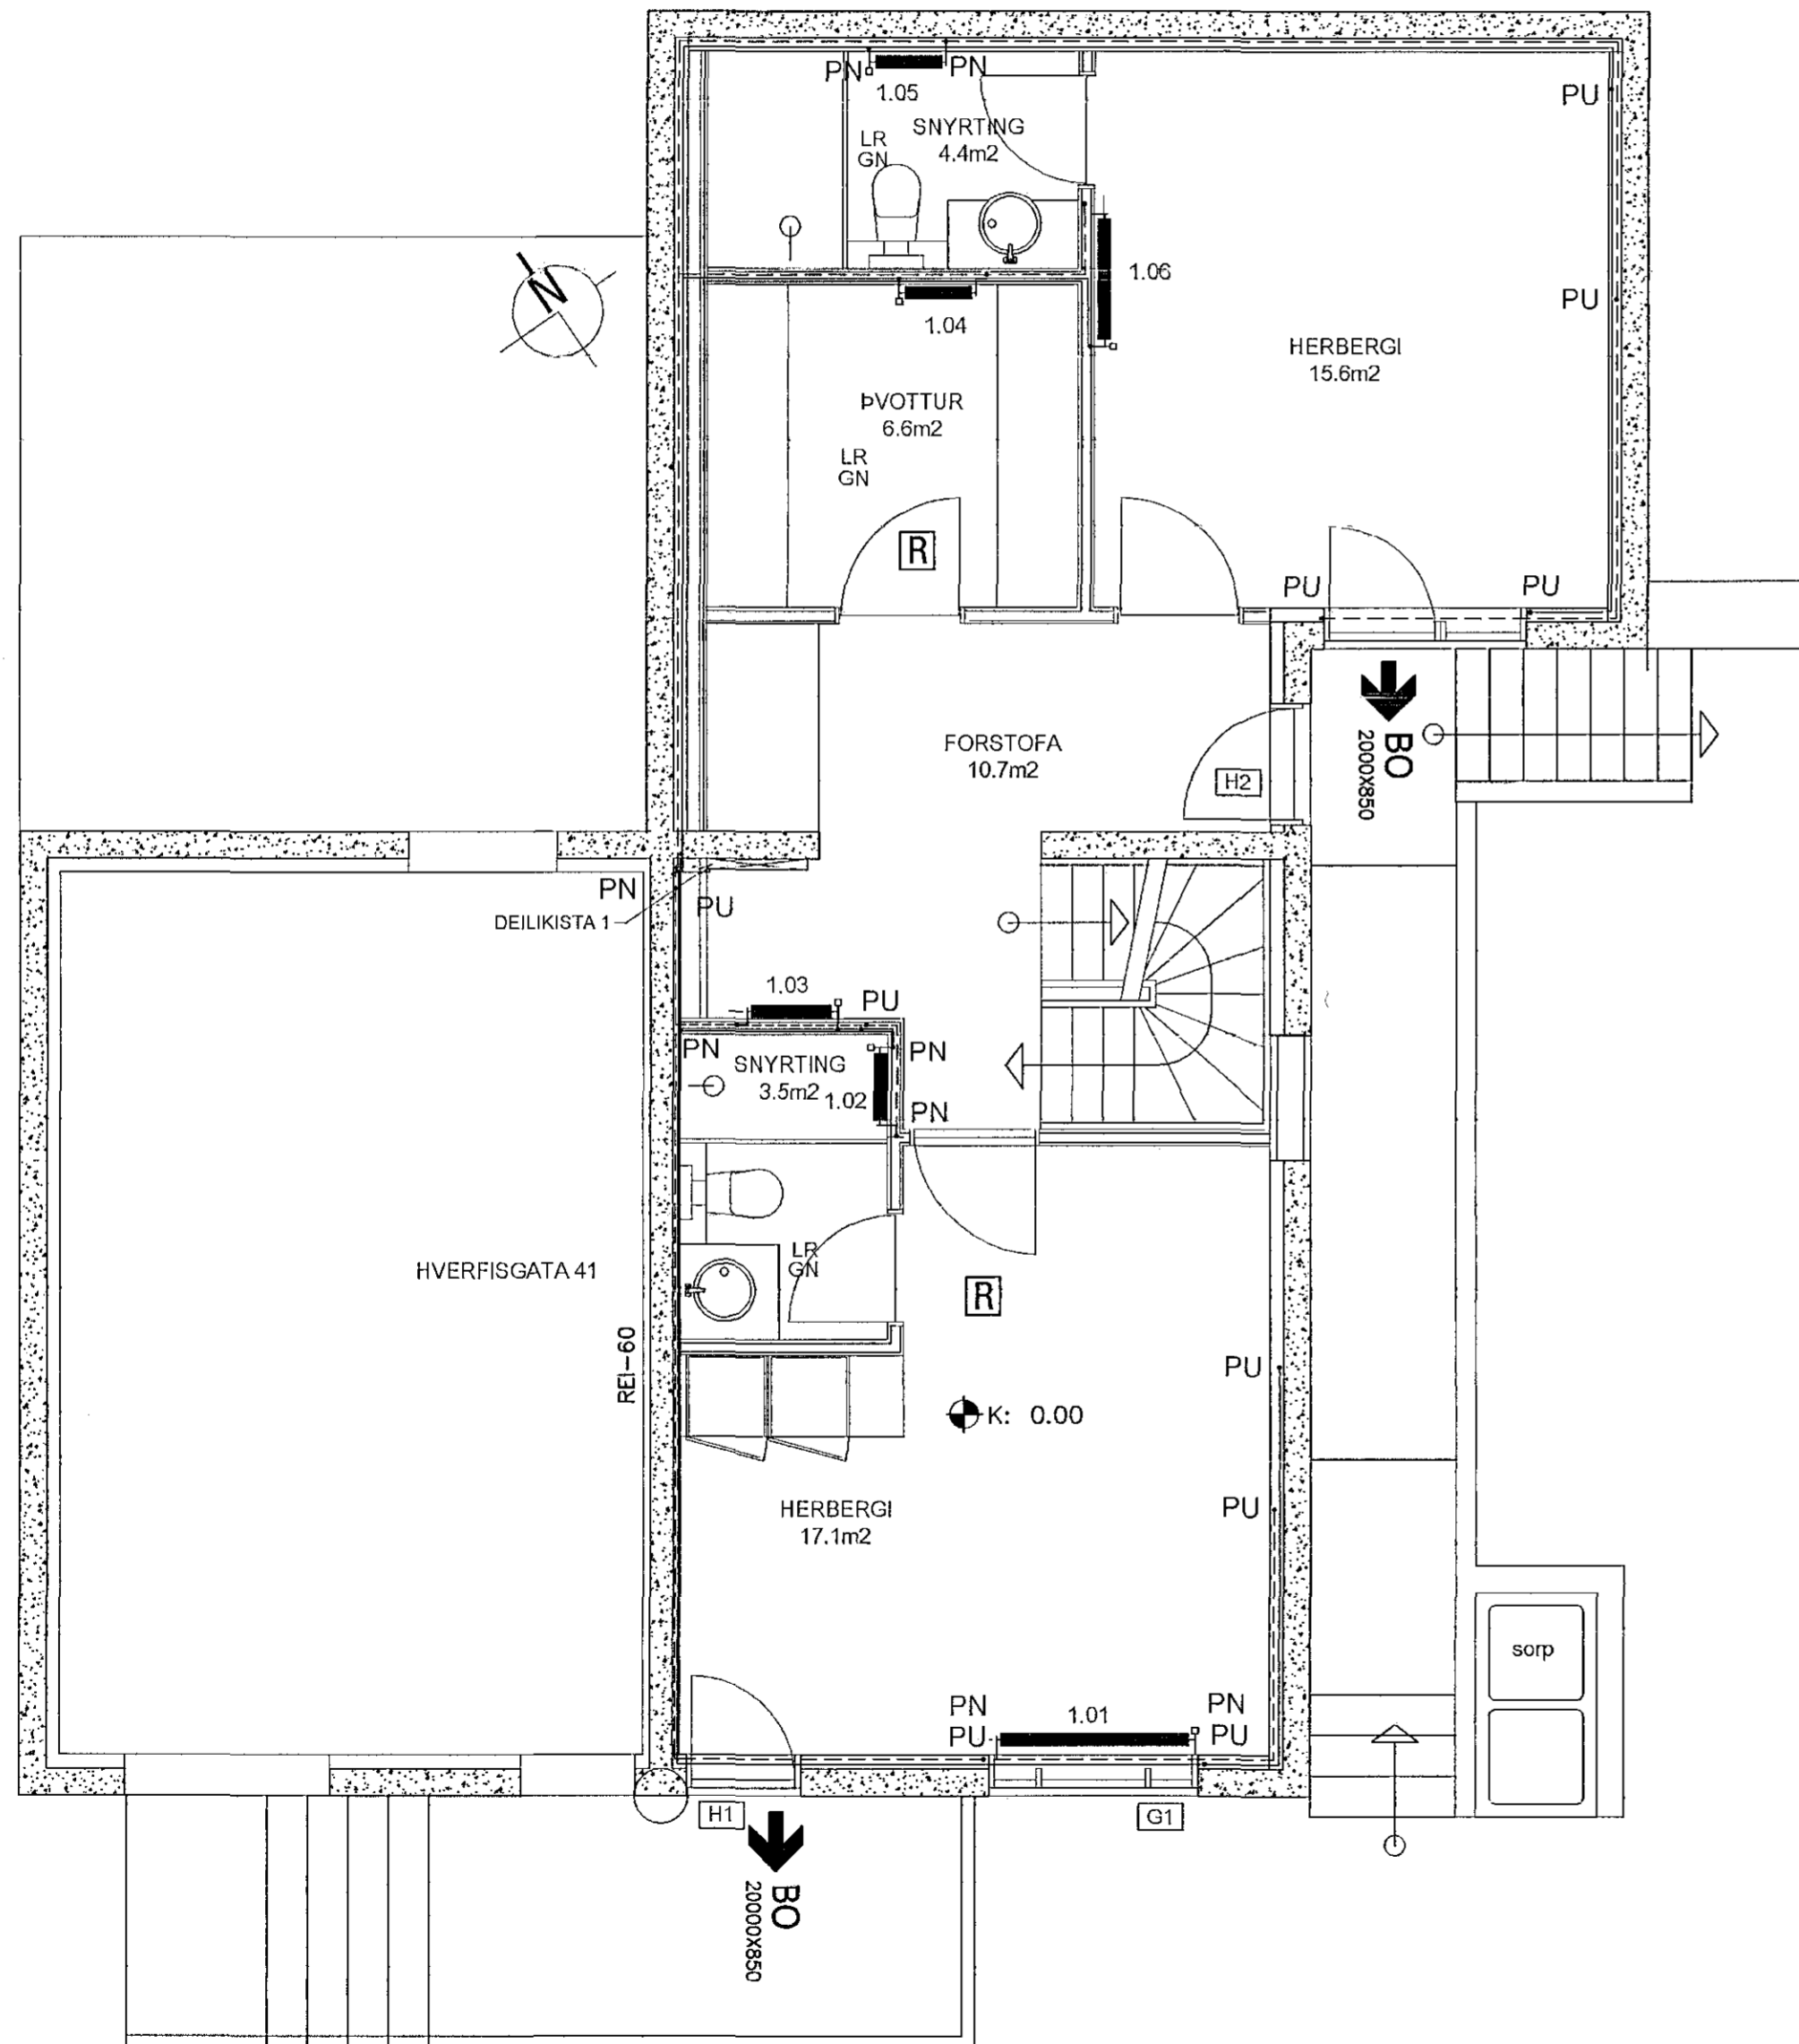 PN
PN
PU
1.05
SNYRTING
4.4m2
LR
GN
1.06
N
PU
1.04
HERBERGI
15.6m2
ÞVOTTUR
6.6m2
LR
GN
R
PU
PU
FORSTOFA
10.7m2
H2
BO
2000X850
PN
PU
DEILIKISTA 1
1.03
PU
PN
SNYRTING
3.5m2
1.02
PN
PN
LR
GN
HVERFISGATA 41
R
REI-60
PU
K: 0.00
PU
HERBERGI
17.1m2
sorp
PN
PU
1.01
PN
PU
H1
G1
BO
20000X850